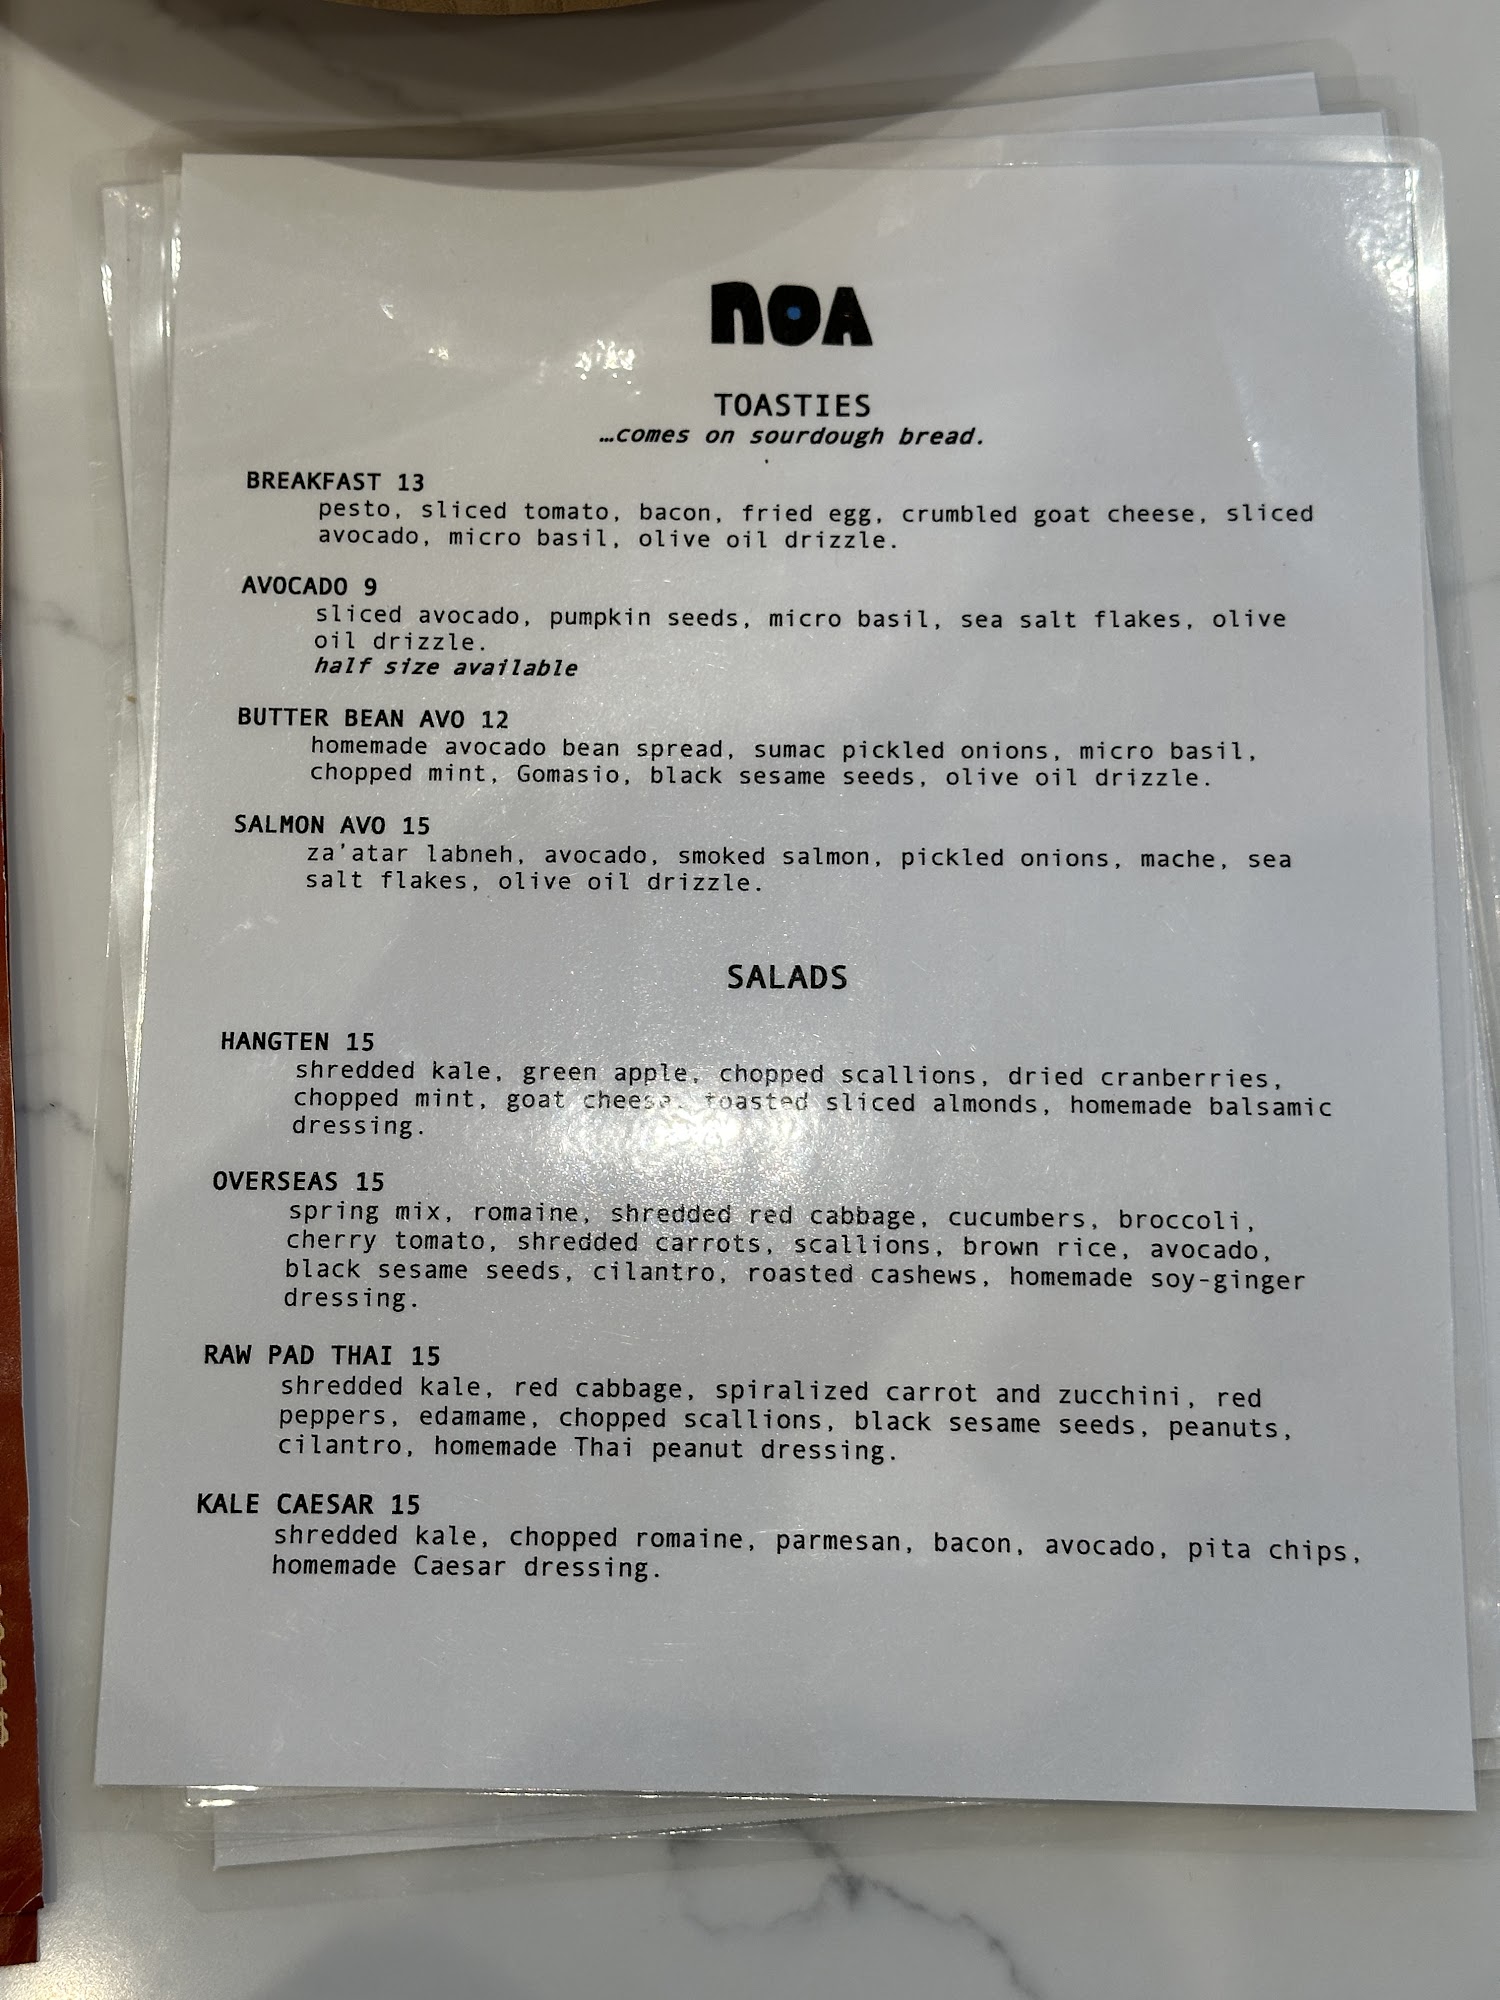 noA
TOASTIES
…comes on sourdough bread.
BREAKFAST 13
pesto, sliced tomato, bacon, fried egg, crumbled goat cheese, sliced
avocado, micro basil, olive oil drizzle.
AVOCADO 9
sliced avocado, pumpkin seeds, micro basil, sea salt flakes, olive
oil drizzle.
half size available
BUTTER BEAN AVO 12
homemade avocado bean spread, sumac pickled onions, micro basil,
chopped mint, Gomasio, black sesame seeds, olive oil drizzle.
SALMON AVO 15
za'atar labneh, avocado, smoked salmon, pickled onions, mache, sea
salt flakes, olive oil drizzle.
SALADS
HANGTEN 15
shredded kale, green apple, chopped scallions, dried cranberries,
chopped mint, goat cheese, toasted sliced almonds, homemade balsamic
dressing.
OVERSEAS 15
spring mix, romaine, shredded red cabbage, cucumbers, broccoli,
cherry tomato, shredded carrots, scallions, brown rice, avocado,
black sesame seeds, cilantro, roasted cashews, homemade soy-ginger
dressing.
RAW PAD THAI 15
shredded kale, red cabbage, spiralized carrot and zucchini, red
peppers, edamame, chopped scallions, black sesame seeds, peanuts,
cilantro, homemade Thai peanut dressing.
KALE CAESAR 15
shredded kale, chopped romaine, parmesan, bacon, avocado, pita chips,
homemade Caesar dressing.